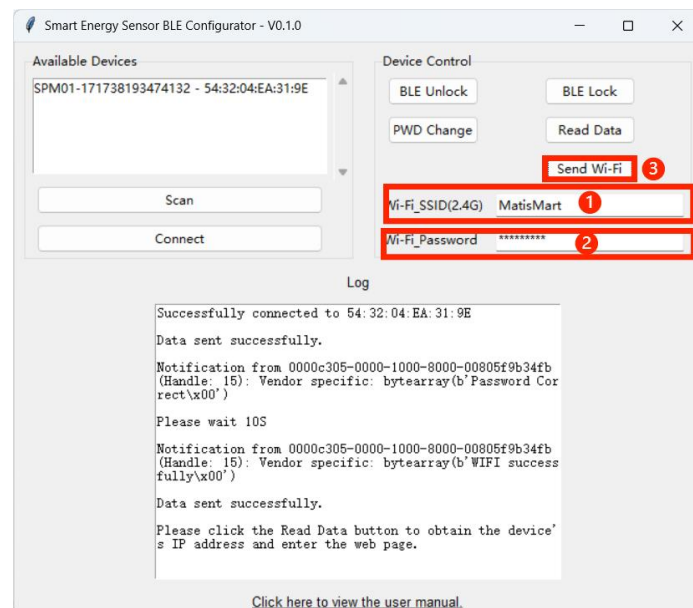 Smart Energy Sensor BLE Configurator - V0.1.0
Available Devices
SPM01-171738193474132 - 54:32:04:EA:31:9E
Scan
Connect
Device Control
BLE Unlock
BLE Lock
PWD Change
Read Data
Send Wi-Fi
3
Wi-Fi_SSID(2.4G)
MatisMart
1
Wi-Fi_Password
*********
2
Log
Successfully connected to 54:32:04:EA:31:9E
Data sent successfully.
Notification from 0000c305-0000-1000-8000-00805f9b34fb
(Handle: 15): Vendor specific: bytearray(b'Password Cor
rect\x00')
Please wait 10S
Notification from 0000c305-0000-1000-8000-00805f9b34fb
(Handle: 15): Vendor specific: bytearray(b'WIFI success
fully\x00')
Data sent successfully.
Please click the Read Data button to obtain the device'
s IP address and enter the web page.
Click here to view the user manual.